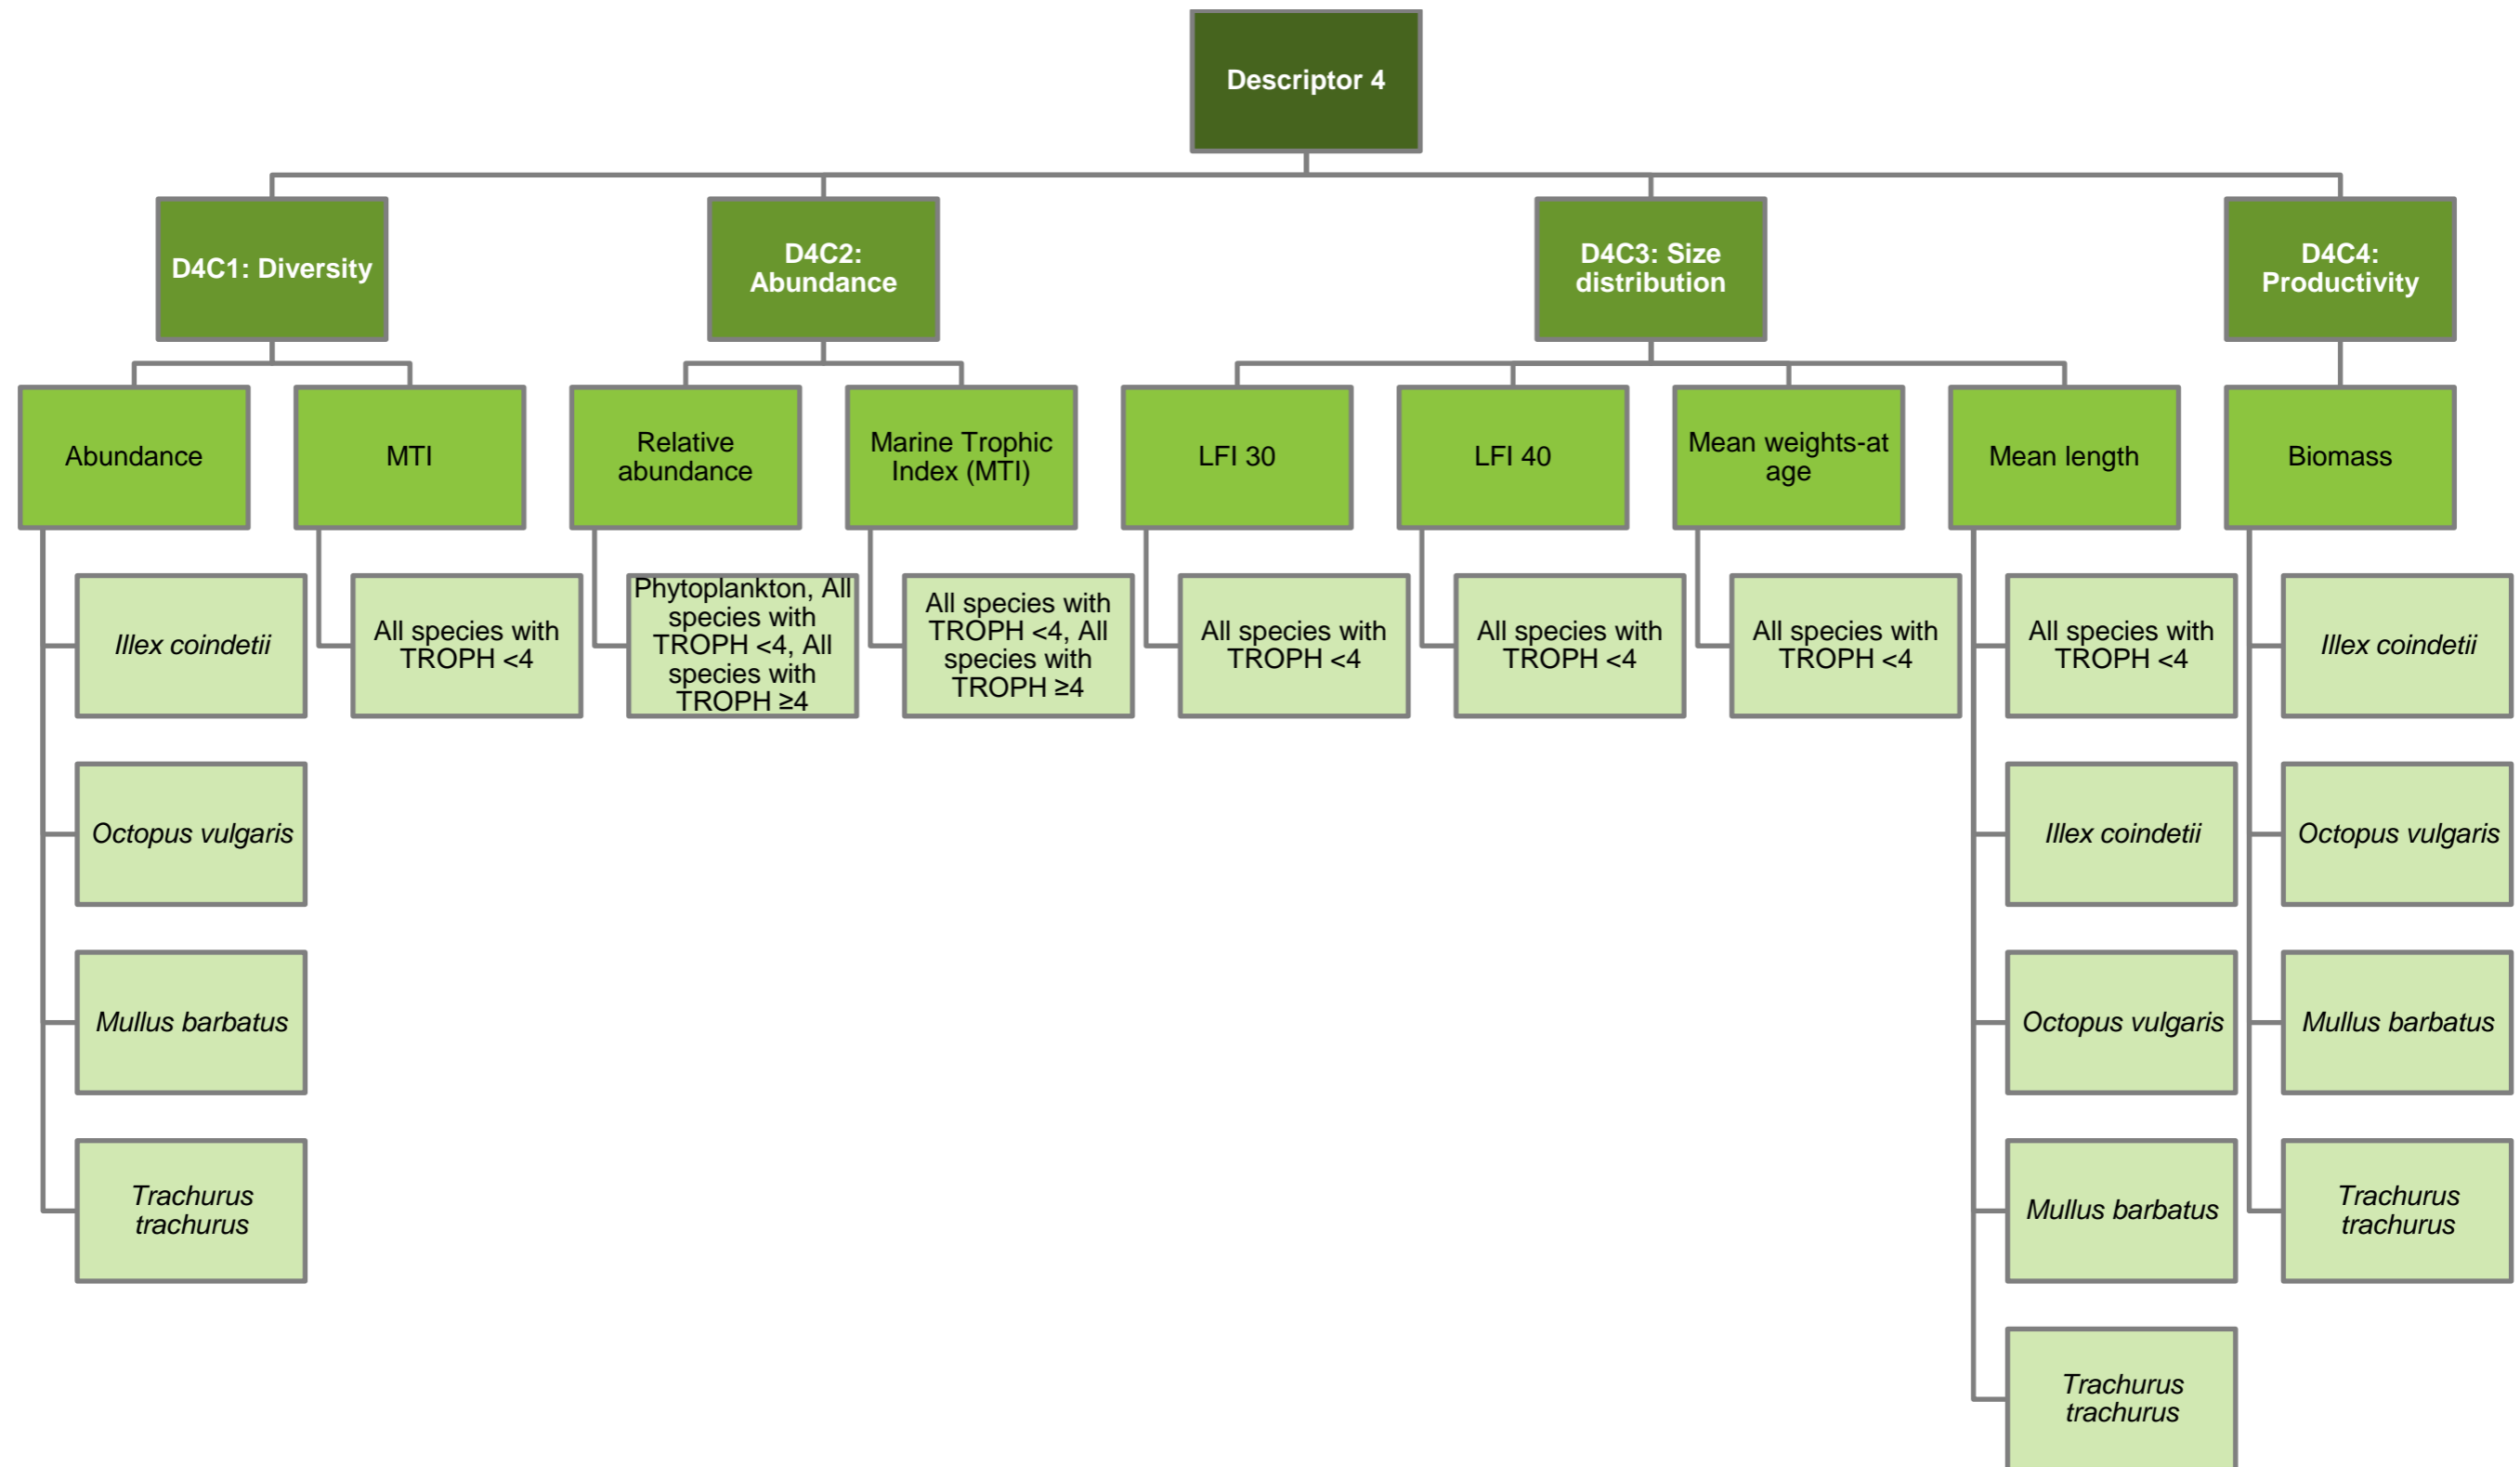 Descriptor 4
D4C1: Diversity
D4C2:
Abundance
D4C3: Size
distribution
D4C4:
Productivity
Abundance
MTI
Relative
abundance
Marine Trophic
Index (MTI)
LFI 30
LFI 40
Mean weights-at
age
Mean length
Biomass
Illex coindetii
All species with
TROPH <4
Phytoplankton, All
species with
TROPH <4, All
species with
TROPH ≥4
All species with
TROPH <4, All
species with
TROPH ≥4
All species with
TROPH <4
All species with
TROPH <4
All species with
TROPH <4
All species with
TROPH <4
Illex coindetii
Octopus vulgaris
Illex coindetii
Octopus vulgaris
Mullus barbatus
Octopus vulgaris
Mullus barbatus
Trachurus
trachurus
Mullus barbatus
Trachurus
trachurus
Trachurus
trachurus